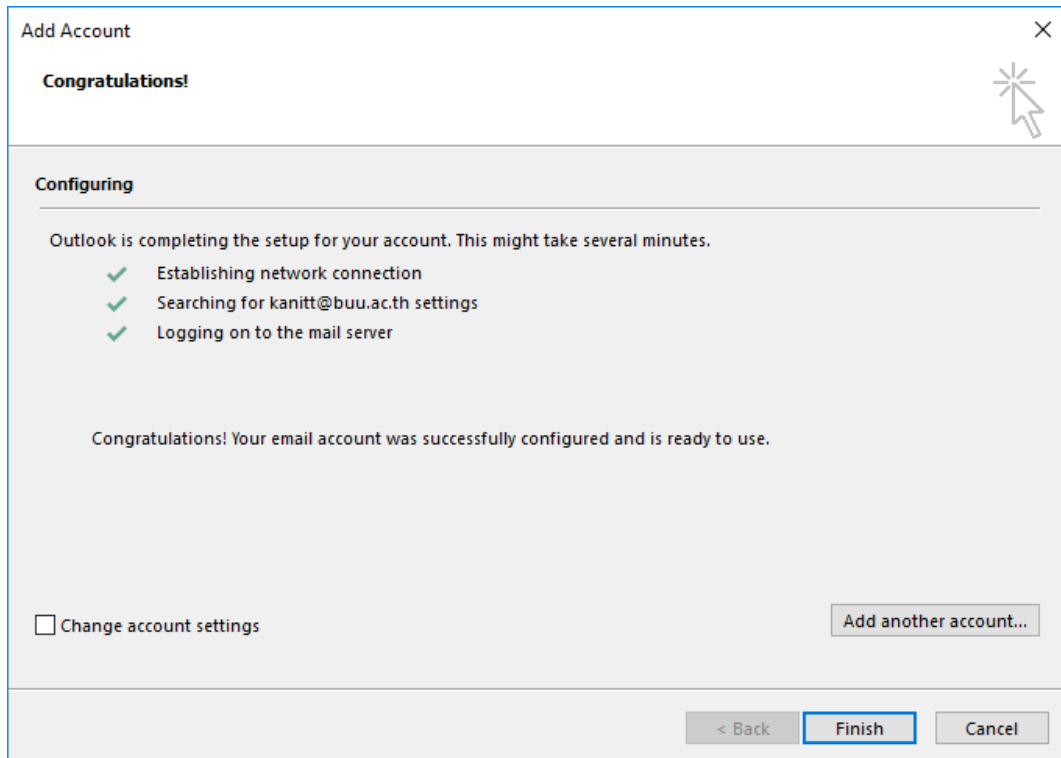 Add Account
Congratulations!
Configuring
Outlook is completing the setup for your account. This might take several minutes.
Establishing network connection
Searching for kanitt@buu.ac.th settings
Logging on to the mail server
Congratulations! Your email account was successfully configured and is ready to use.
Change account settings
Add another account...
< Back
Finish
Cancel